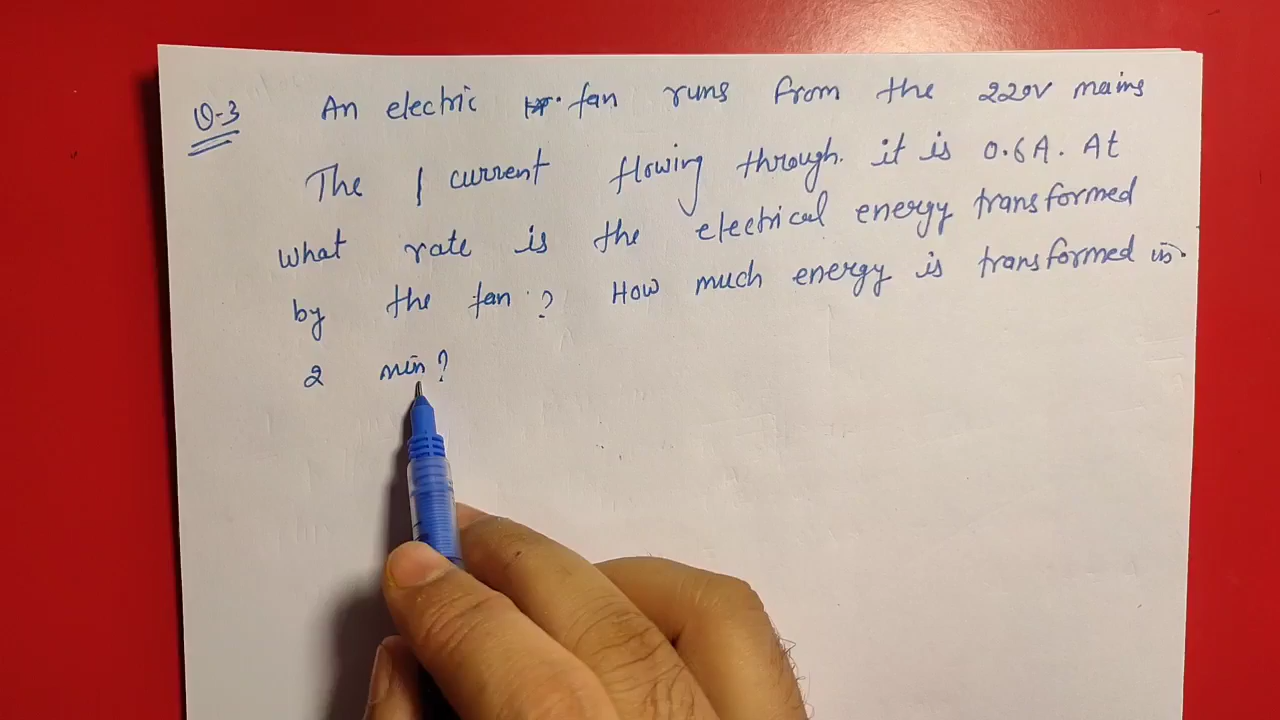 Q-3 An electric fan runs from the 220V mains
The current flowing through. it is 0.6A. At
what rate is the electrical energy transformed
by the fan ? How much energy is transformed in
2 min ?